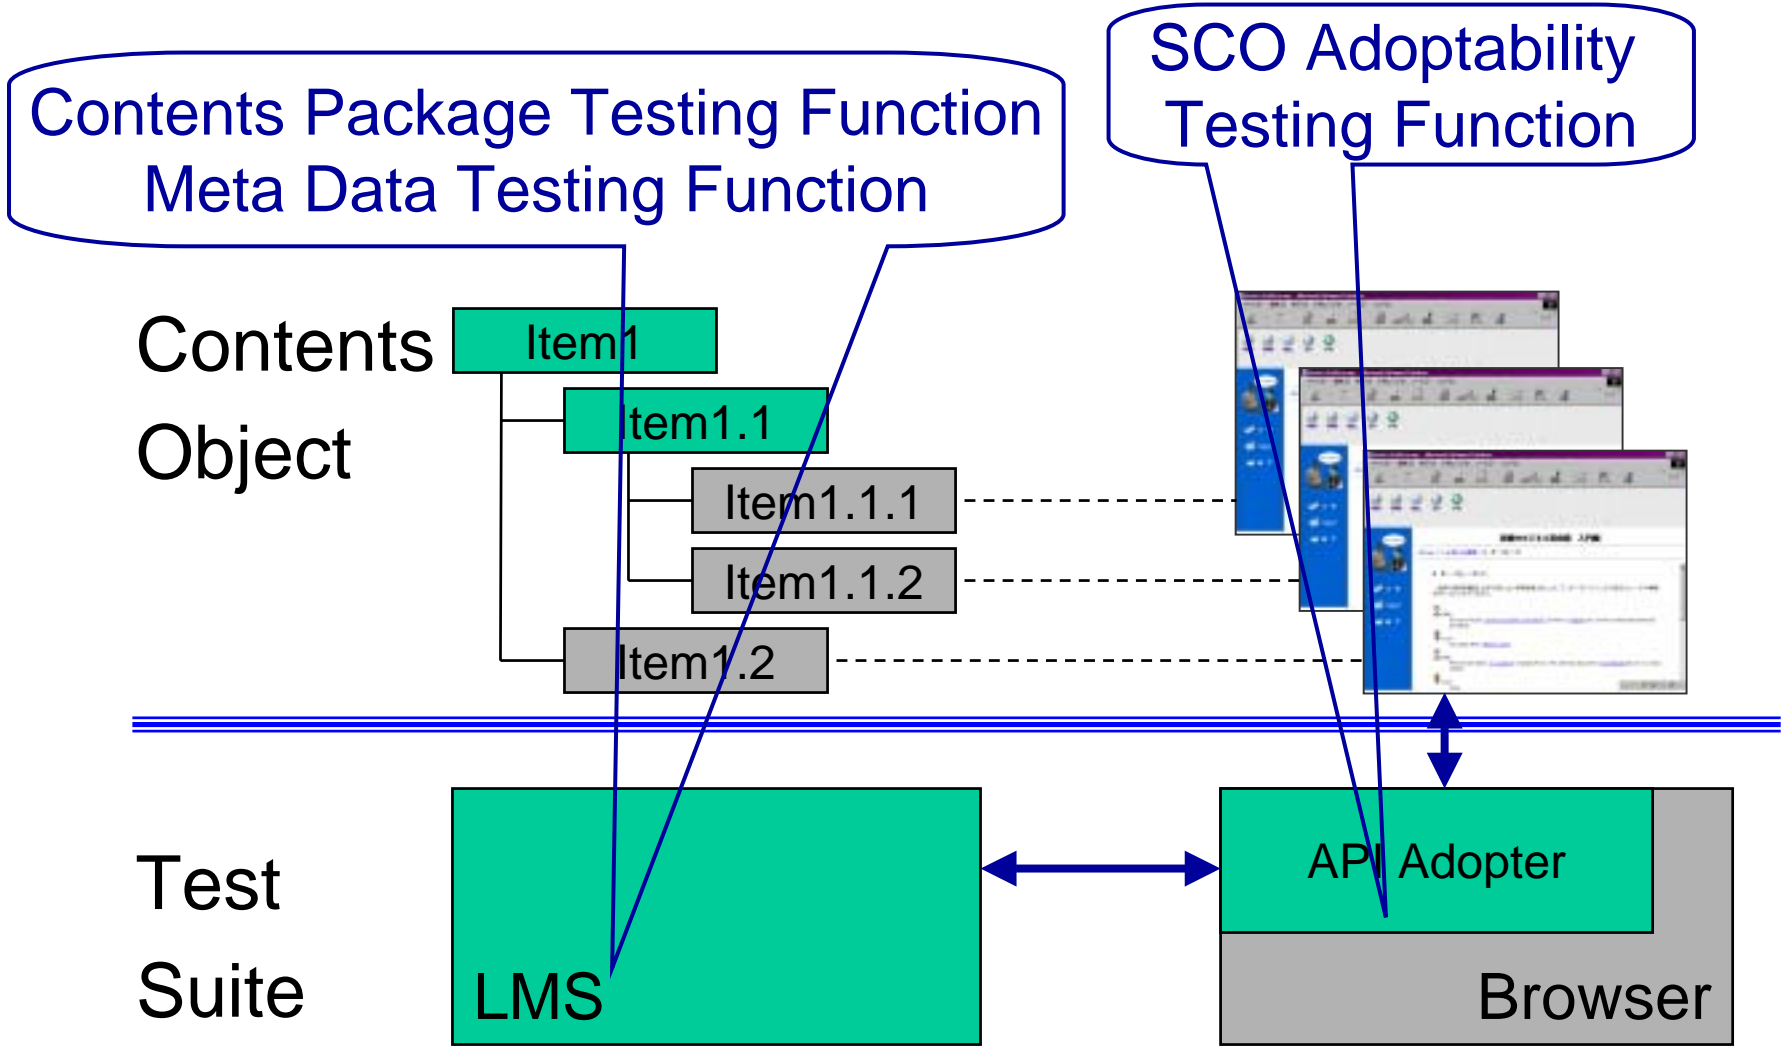 SCO Adoptability
Testing Function
Contents Package Testing Function
Meta Data Testing Function
Contents
Object
Item1
Item1.1
Item1.1.1
Item1.1.2
Item1.2
Test
Suite
LMS
API Adopter
Browser